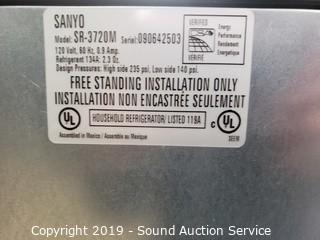 SANYO
Model: SR-3720M Serial: 090642503
120 Volt, 60 Hz, 0.9 Amp.
Refrigerant 134A: 2.3 Oz.
Design Pressures: High side 235 psi, Low side 140 psi.
VERIFIED
VERIFIÉ
Energy
Performance
Rendement
Energétique
FREE STANDING INSTALLATION ONLY
INSTALLATION NON ENCASTRÉE SEULEMENT
UL
HOUSEHOLD REFRIGERATOR/ LISTED 119A
c UL
Assembled in Mexico / Assemblé au Mexique
Copyright 2019 - Sound Auction Service